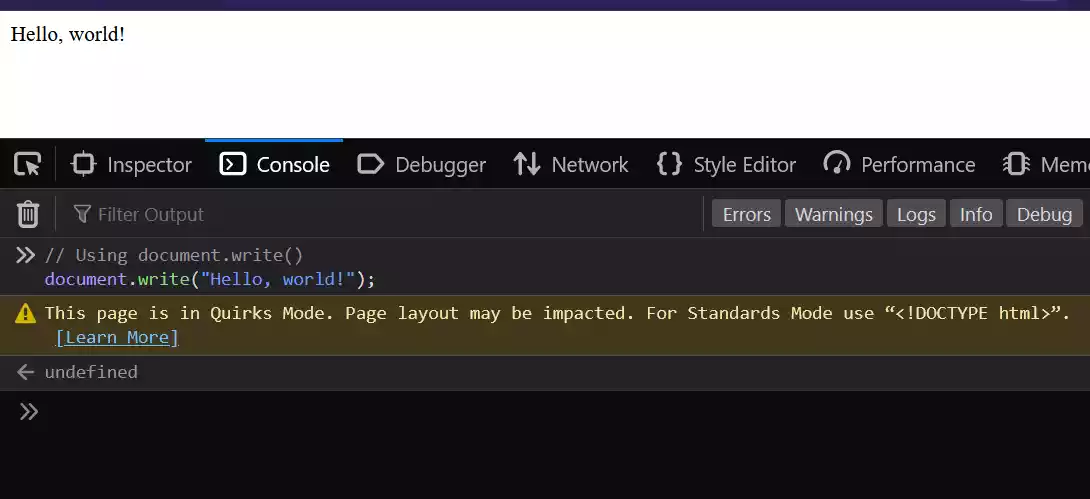 Hello, world!
Inspector Console Debugger Network Style Editor Performance Mem
Filter Output Errors Warnings Logs Info Debug
// Using document.write()
document.write("Hello, world!");
This page is in Quirks Mode. Page layout may be impacted. For Standards Mode use “<!DOCTYPE html>”.
[Learn More]
undefined